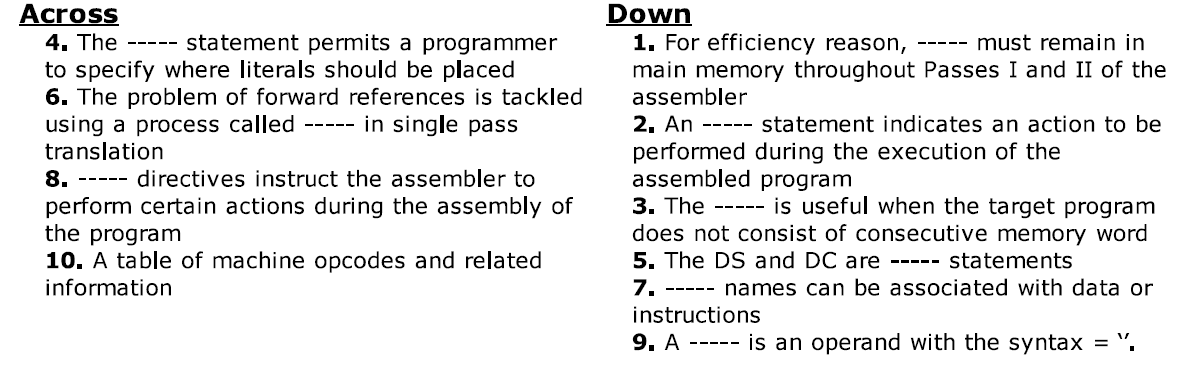 Across
4. The ----- statement permits a programmer
to specify where literals should be placed
6. The problem of forward references is tackled
using a process called ----- in single pass
translation
8. ----- directives instruct the assembler to
perform certain actions during the assembly of
the program
10. A table of machine opcodes and related
information
Down
1. For efficiency reason, ----- must remain in
main memory throughout Passes I and II of the
assembler
2. An ----- statement indicates an action to be
performed during the execution of the
assembled program
3. The ----- is useful when the target program
does not consist of consecutive memory word
5. The DS and DC are ----- statements
7. ----- names can be associated with data or
instructions
9. A ----- is an operand with the syntax = ‘’.